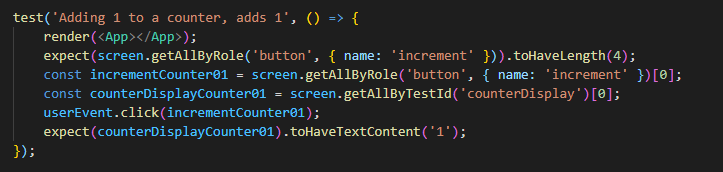 test('Adding 1 to a counter, adds 1', () => {
    render(<App></App>);
    expect(screen.getAllByRole('button', { name: 'increment' })).toHaveLength(4);
    const incrementCounter01 = screen.getAllByRole('button', { name: 'increment' })[0];
    const counterDisplayCounter01 = screen.getAllByTestId('counterDisplay')[0];
    userEvent.click(incrementCounter01);
    expect(counterDisplayCounter01).toHaveTextContent('1');
});